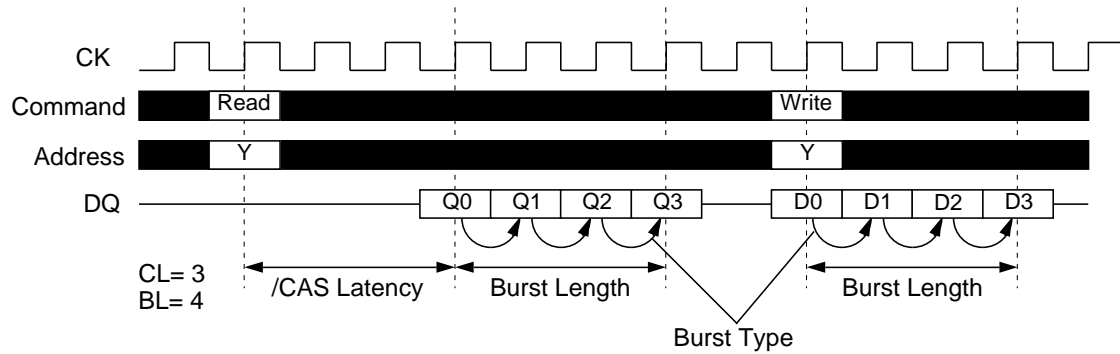 CK
Command Read Write
Address Y Y
DQ Q0 Q1 Q2 Q3 D0 D1 D2 D3
CL= 3
BL= 4
/CAS Latency Burst Length Burst Length
Burst Type